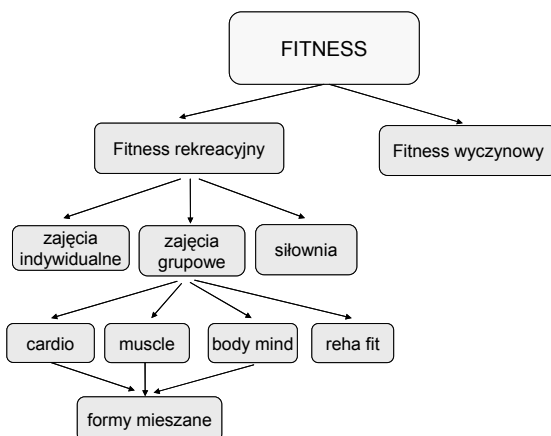 FITNESS
Fitness rekreacyjny
Fitness wyczynowy
zajęcia
indywidualne
zajęcia
grupowe
siłownia
cardio
muscle
body mind
reha fit
formy mieszane